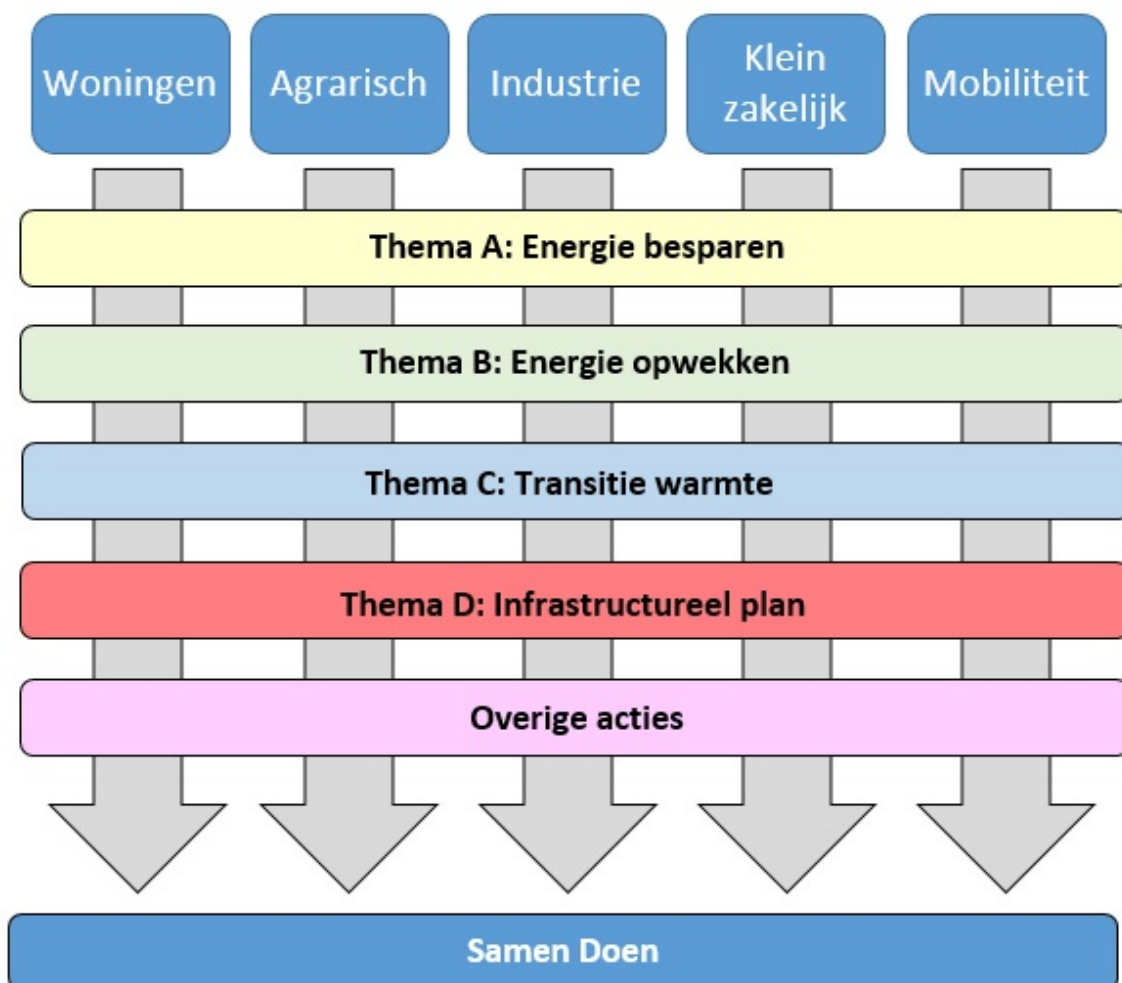 Woningen
Agrarisch
Industrie
Klein
zakelijk
Mobiliteit
Thema A: Energie besparen
Thema B: Energie opwekken
Thema C: Transitie warmte
Thema D: Infrastructureel plan
Overige acties
Samen Doen